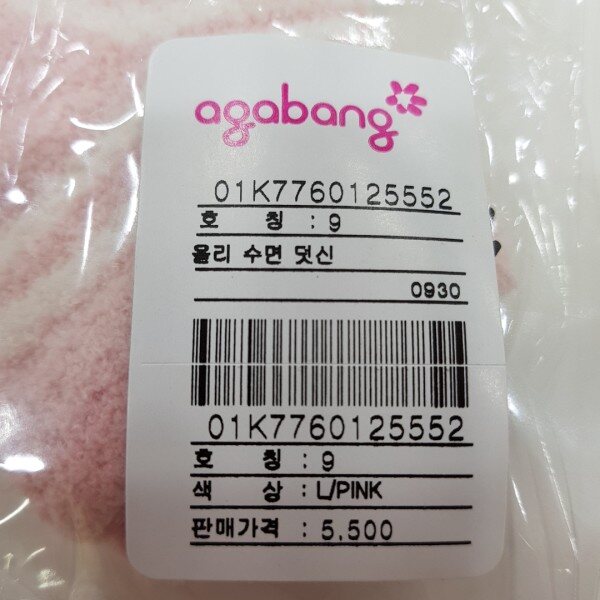 agabang
01K7760125552
호 칭 : 9
올리 수면 덧신
0930
01K7760125552
호 칭 : 9
색 상 : L/PINK
판매가격 : 5,500